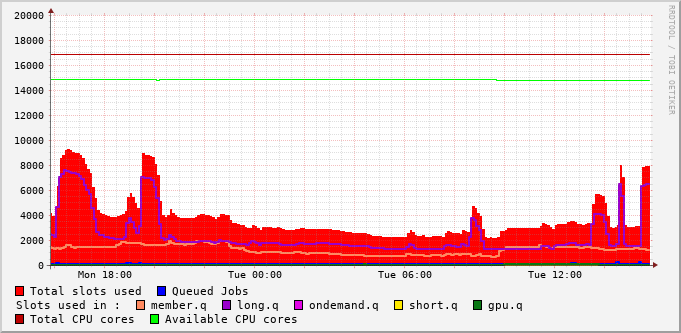 20000
18000
16000
14000
12000
10000
8000
6000
4000
2000
0
Mon 18:00 Tue 00:00 Tue 06:00 Tue 12:00
Total slots used Queued Jobs
Slots used in : member.q long.q ondemand.q short.q gpu.q
Total CPU cores Available CPU cores
RRDTOOL / TOBI OETIKER